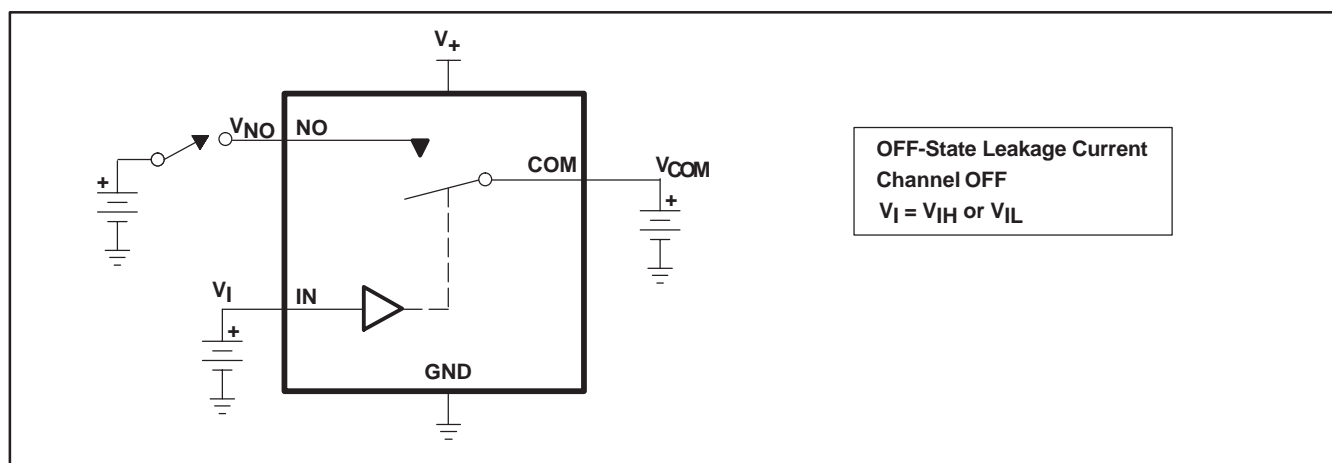 V+
VNO NO
COM VCOM
+
+
VI IN
+
GND
OFF-State Leakage Current
Channel OFF
VI = VIH or VIL